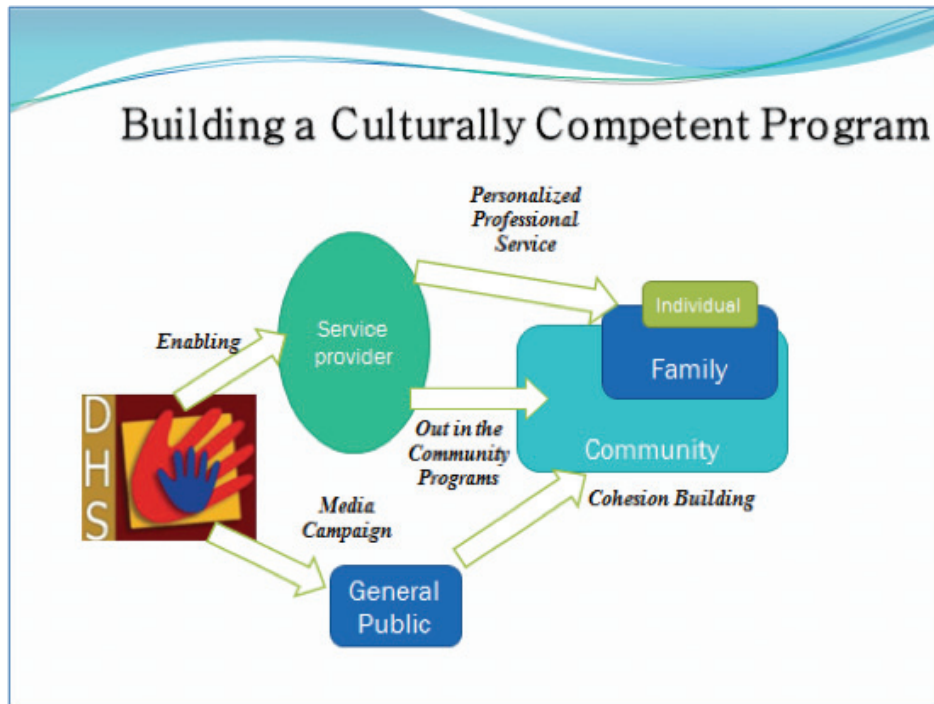 Building a Culturally Competent Program
Personalized
Professional
Service
Individual
Service
provider
Enabling
Family
D
H
S
Out in the
Community
Programs
Community
Media
Campaign
Cohesion Building
General
Public